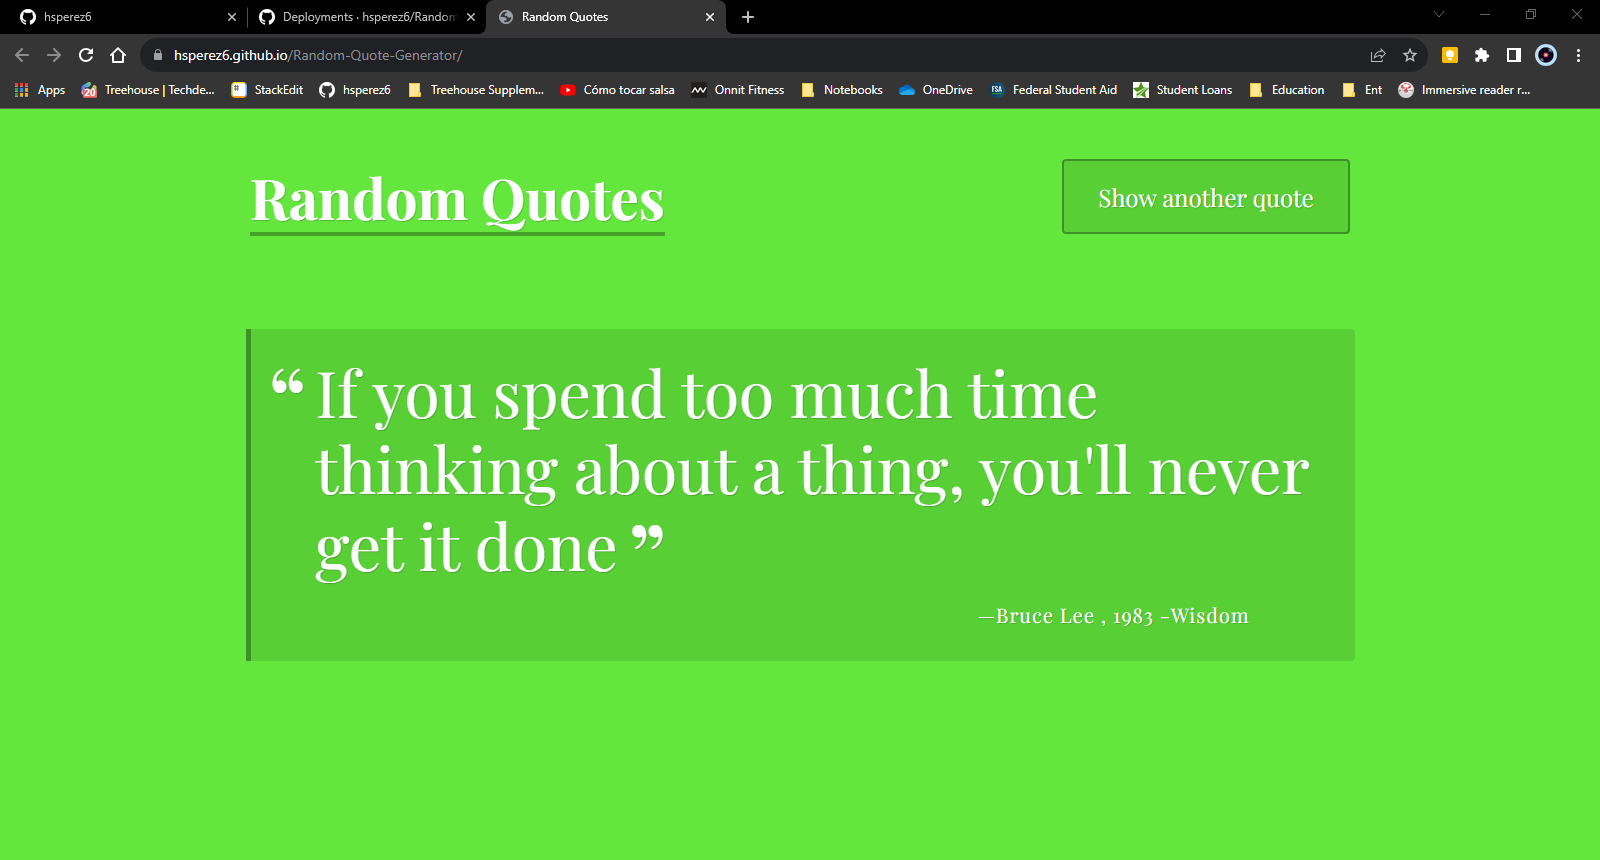 hsperez6
Deployments · hsperez6/Random
Random Quotes
hsperez6.github.io/Random-Quote-Generator/
Apps
Treehouse | Techde...
StackEdit
hsperez6
Treehouse Supplem...
Cómo tocar salsa
Onnit Fitness
Notebooks
OneDrive
FSA
Federal Student Aid
Student Loans
Education
Ent
Immersive reader r...
Random Quotes
Show another quote
“ If you spend too much time
thinking about a thing, you'll never
get it done ”
—Bruce Lee , 1983 -Wisdom